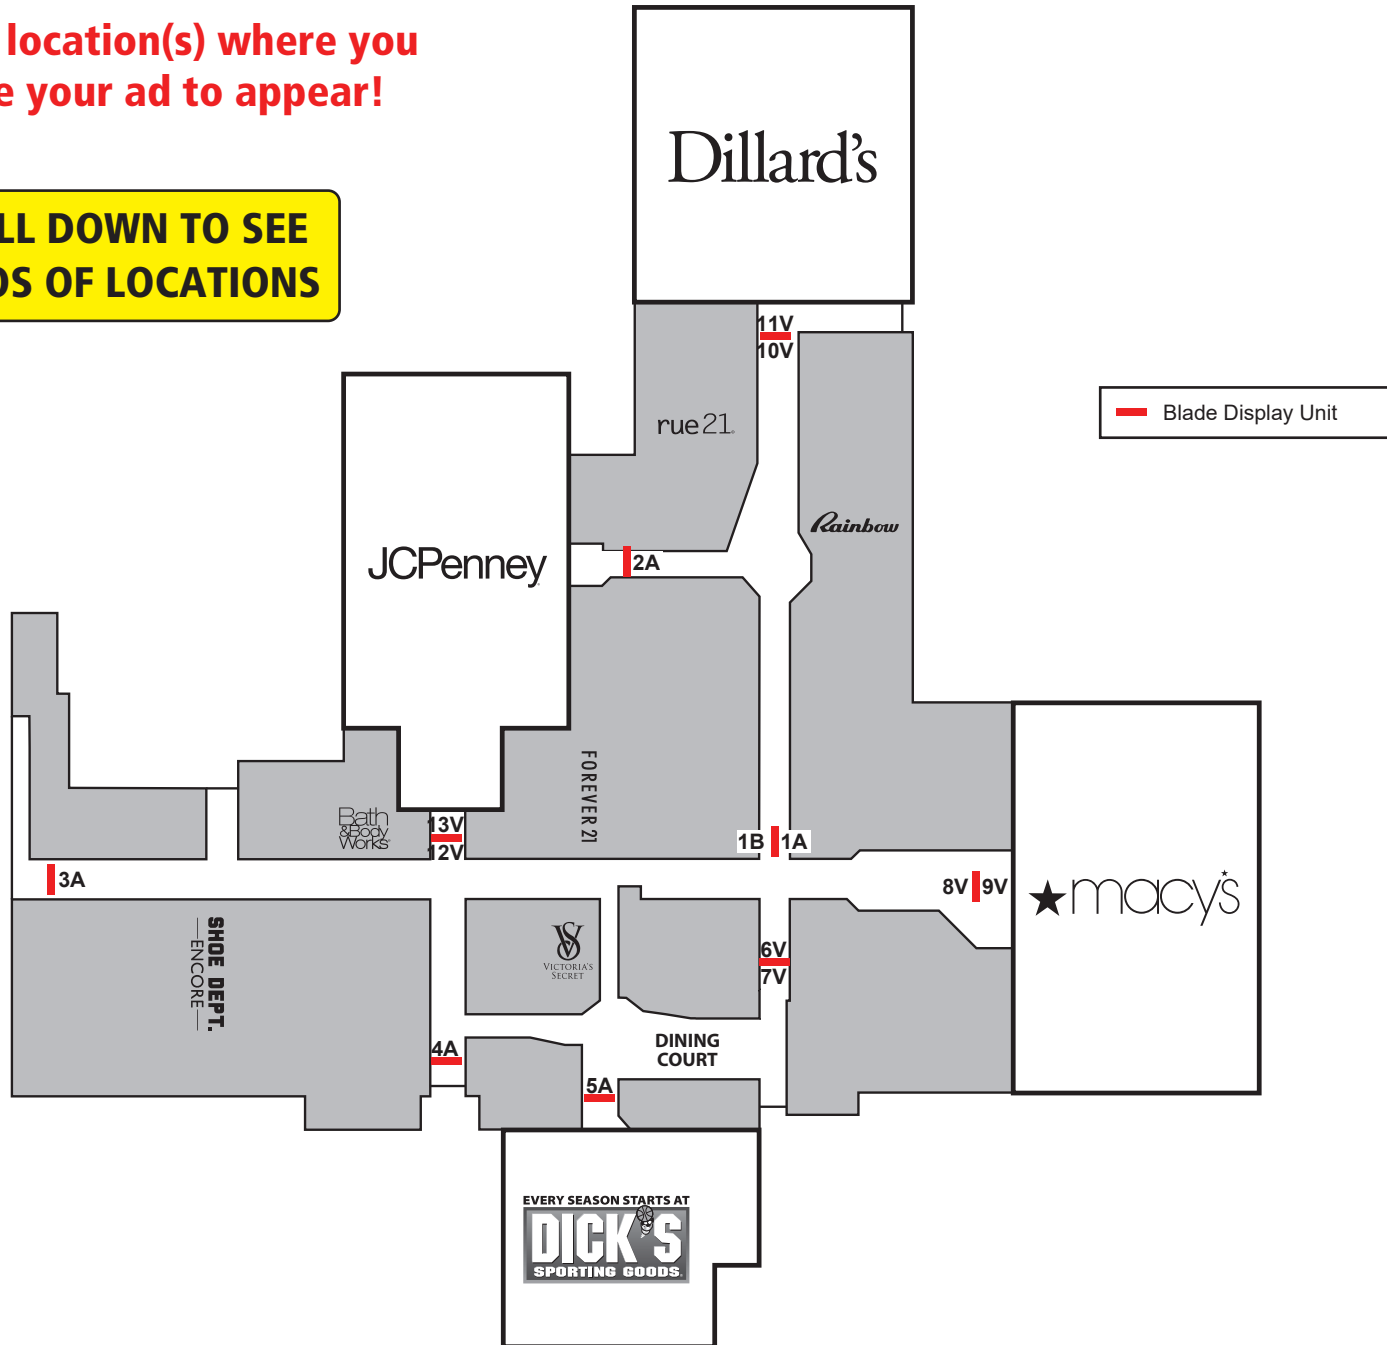 location(s) where you
e your ad to appear!
LL DOWN TO SEE
OS OF LOCATIONS
Dillard's
11V
10V
Blade Display Unit
rue21
Rainbow
JCPenney
2A
FOREVER 21
Bath
&Body
Works
13V
12V
1B 1A
3A
8V 9V
macy's
SHOE DEPT.
ENCORE
VS
VICTORIA'S
SECRET
6V
7V
DINING
COURT
4A
5A
EVERY SEASON STARTS AT
DICK'S
SPORTING GOODS